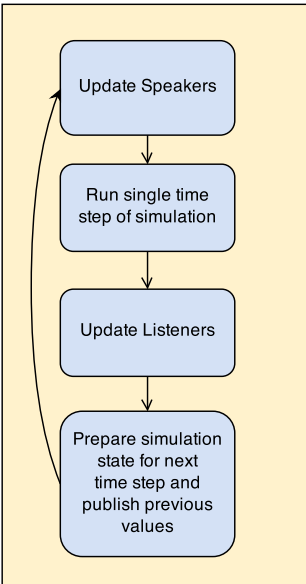 Update Speakers
Run single time
step of simulation
Update Listeners
Prepare simulation
state for next
time step and
publish previous
values